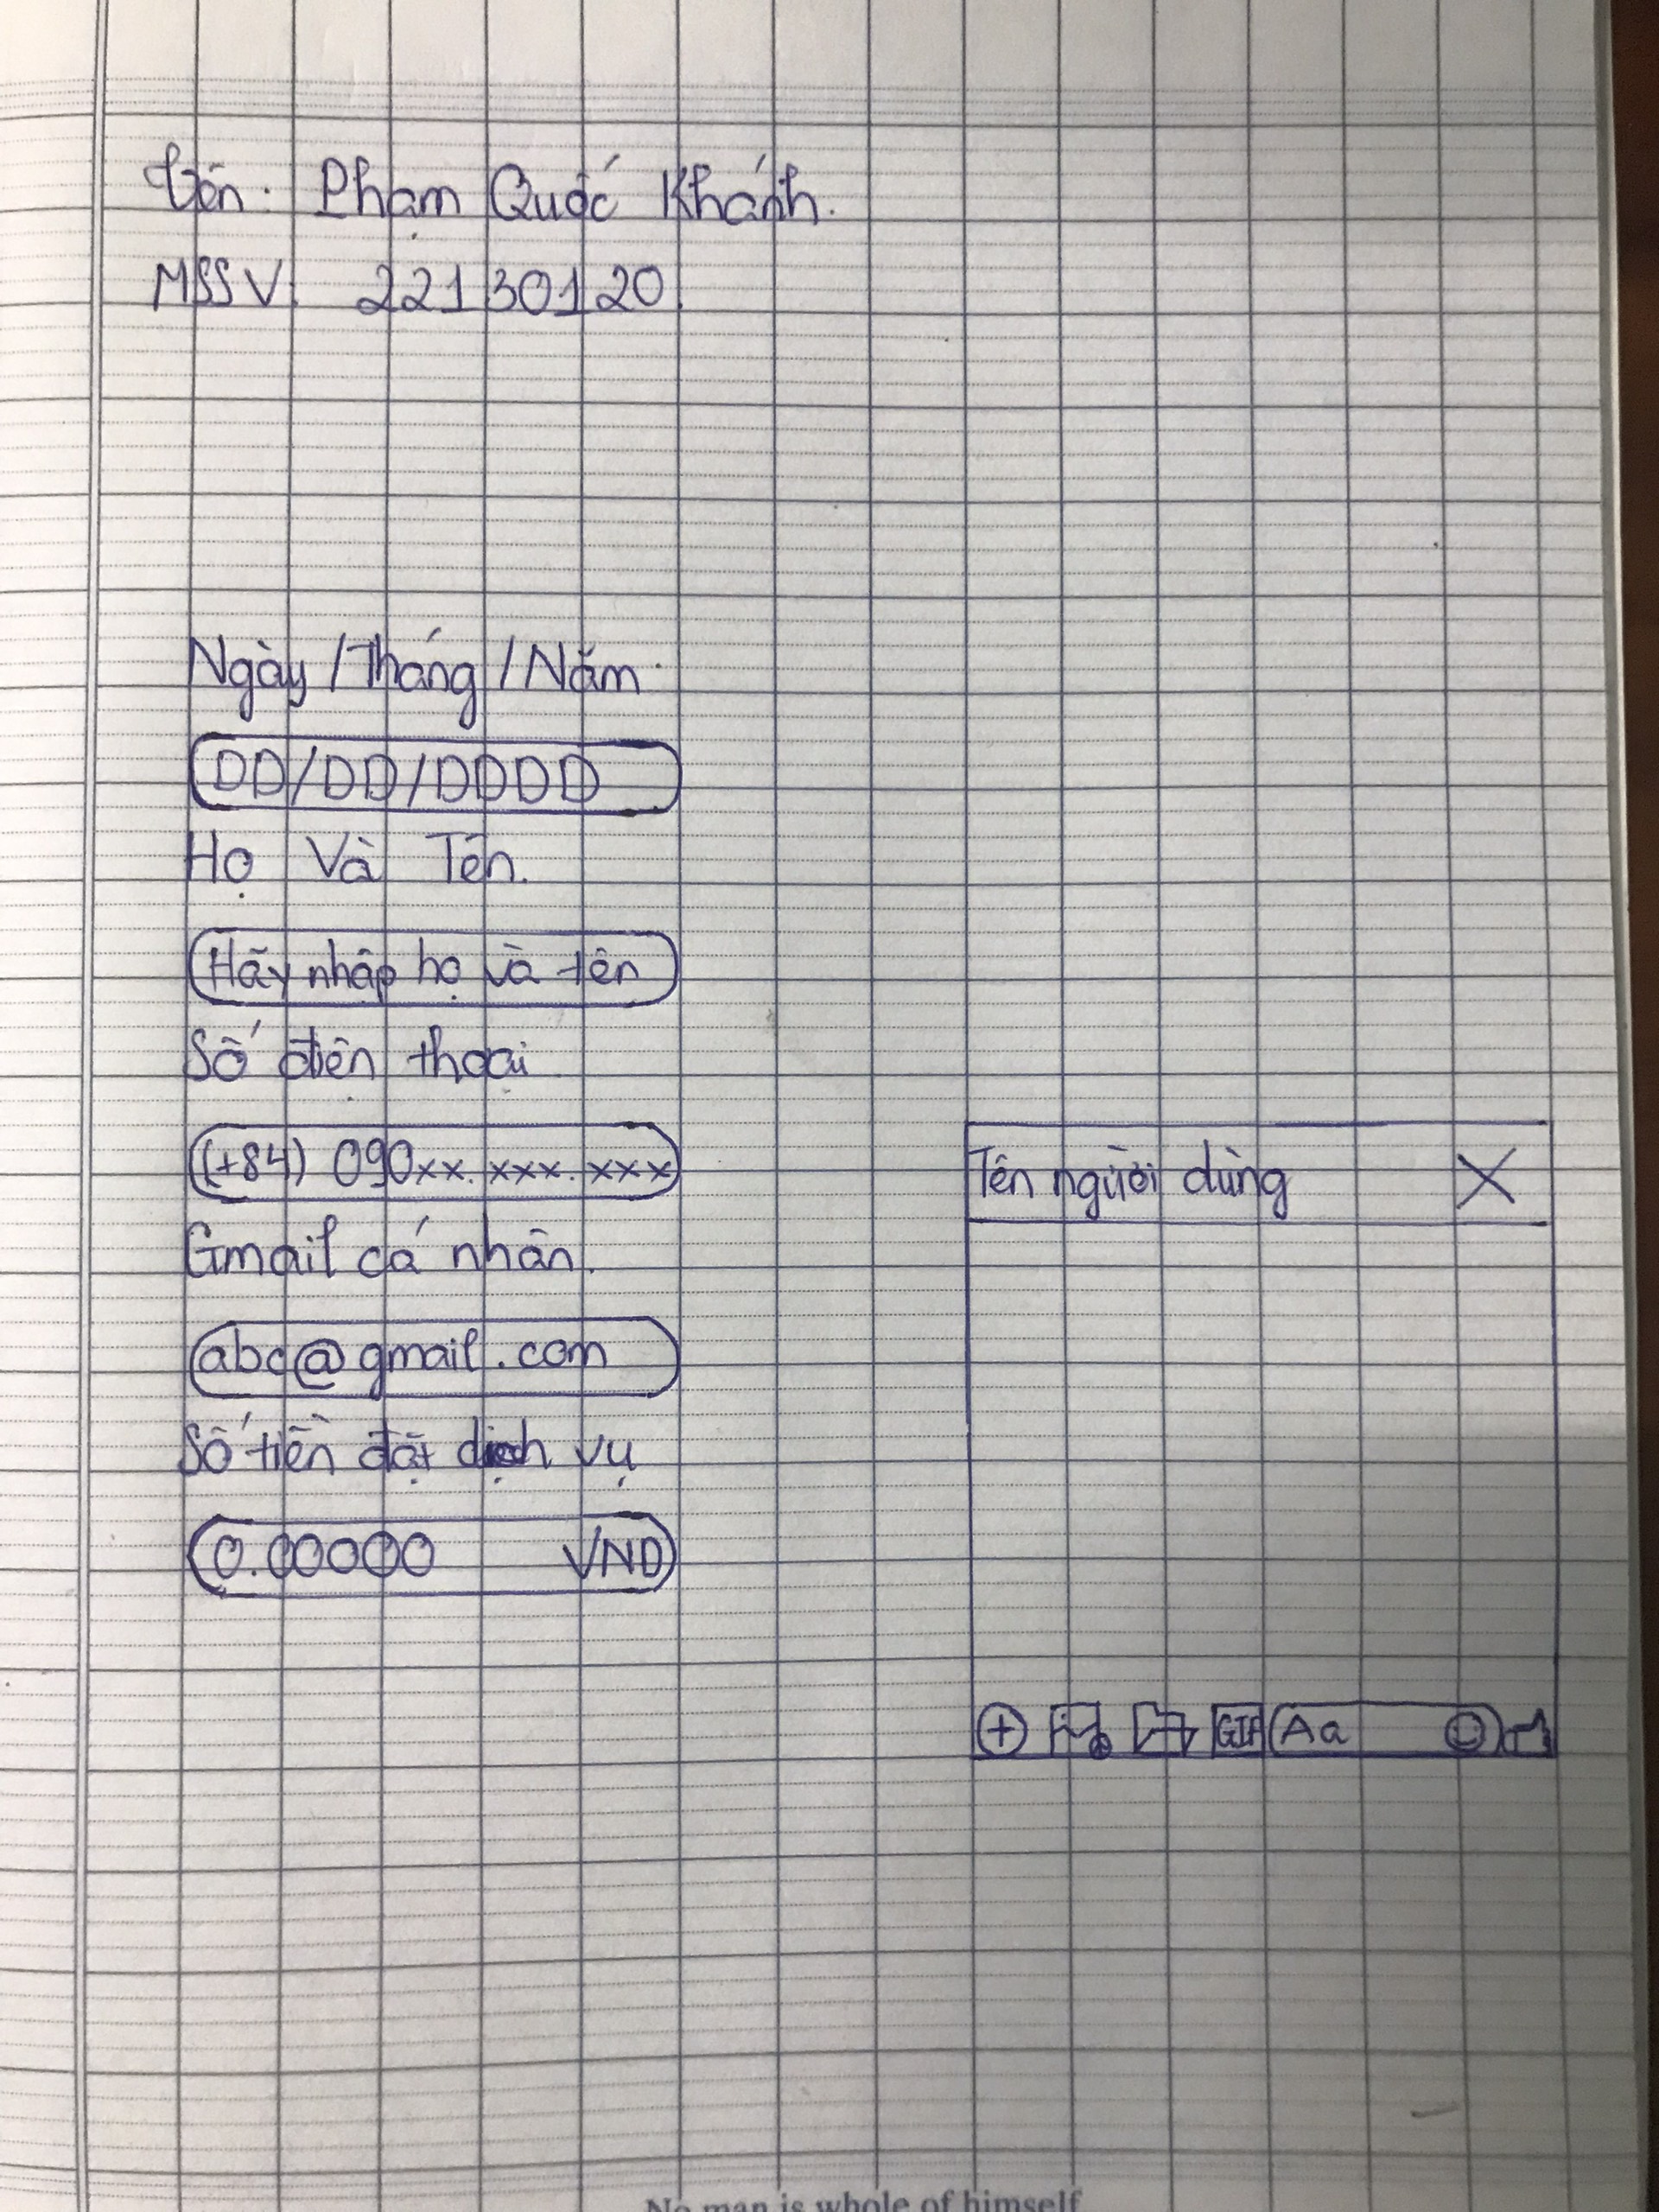 Tên: Phạm Quốc Khánh.
MSSV: 221301120.
Ngày/Tháng/Năm.
DD/DD/DDDD
Họ Và Tên.
Hãy nhập họ và tên
Số điện thoại
(+84) 090xx.xxx.xxx
Gmail cá nhân.
abc@gmail.com
Số tiền đặt dịch vụ
0.00000 VND
Tên người dùng X
GIF Aa
No man is whole of himself